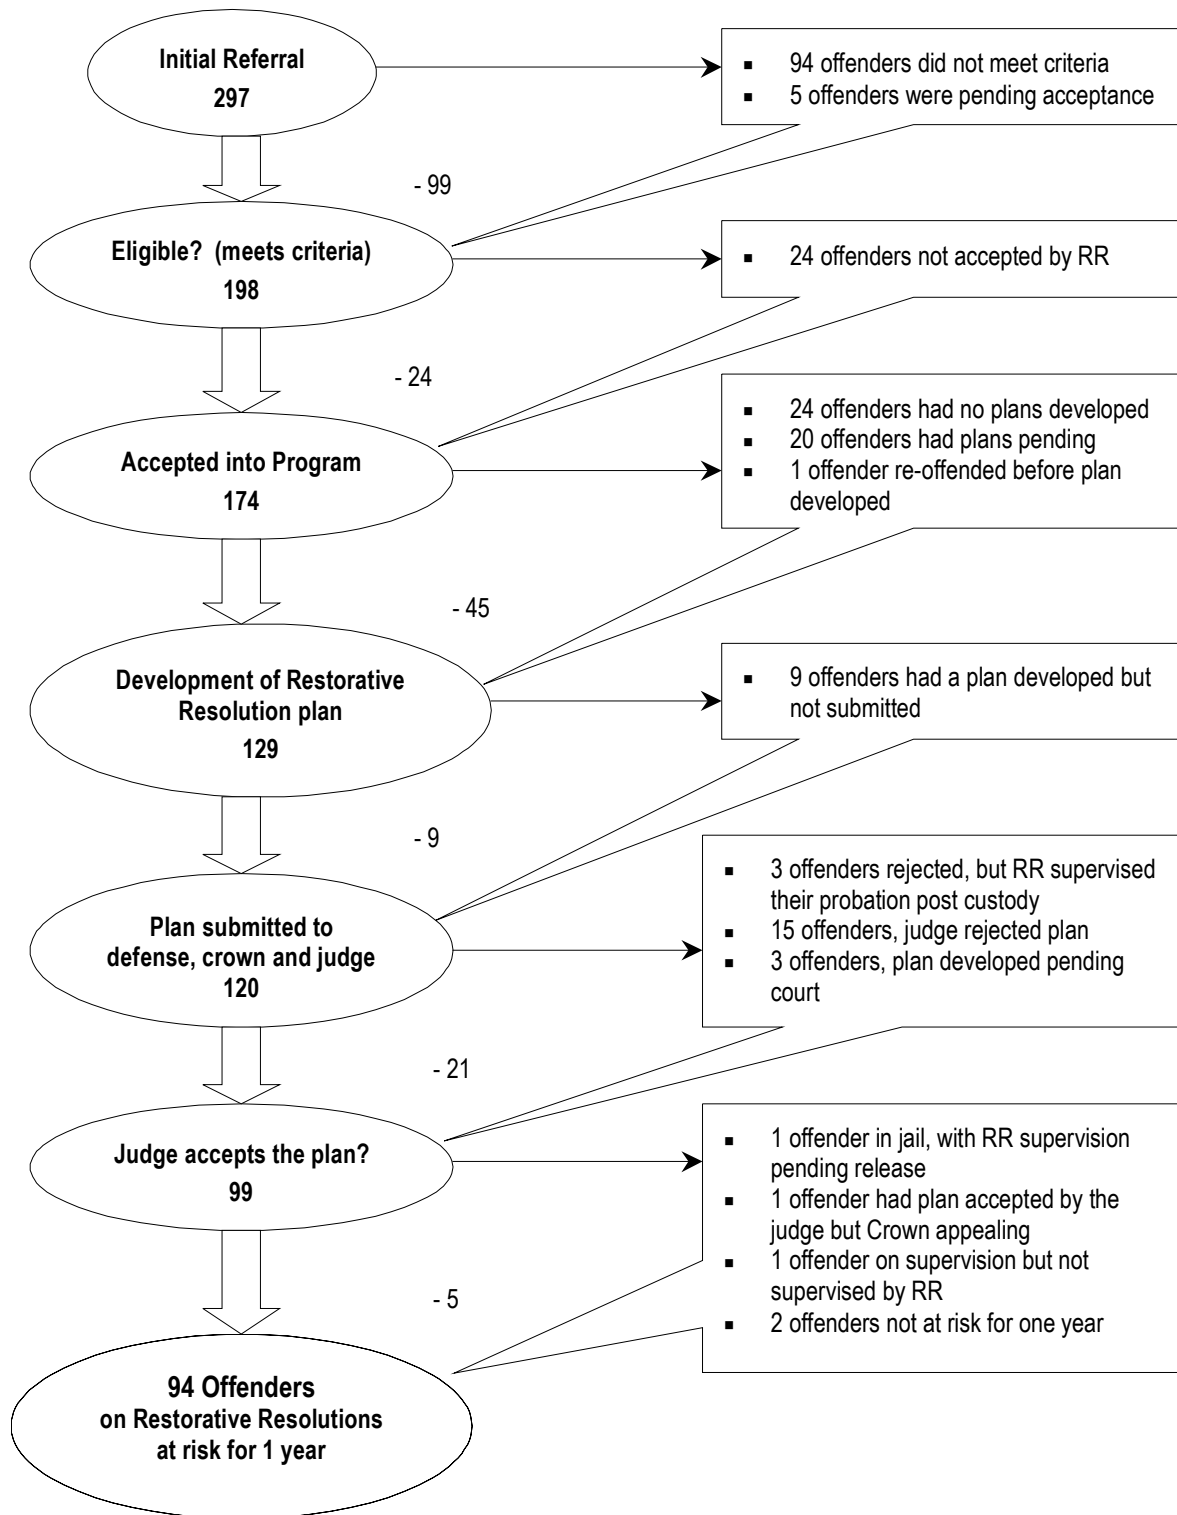 Initial Referral
297
▪ 94 offenders did not meet criteria
▪ 5 offenders were pending acceptance
- 99
Eligible? (meets criteria)
198
▪ 24 offenders not accepted by RR
- 24
Accepted into Program
174
▪ 24 offenders had no plans developed
▪ 20 offenders had plans pending
▪ 1 offender re-offended before plan
developed
- 45
Development of Restorative
Resolution plan
129
▪ 9 offenders had a plan developed but
not submitted
- 9
Plan submitted to
defense, crown and judge
120
▪ 3 offenders rejected, but RR supervised
their probation post custody
▪ 15 offenders, judge rejected plan
▪ 3 offenders, plan developed pending
court
- 21
Judge accepts the plan?
99
▪ 1 offender in jail, with RR supervision
pending release
▪ 1 offender had plan accepted by the
judge but Crown appealing
▪ 1 offender on supervision but not
supervised by RR
▪ 2 offenders not at risk for one year
- 5
94 Offenders
on Restorative Resolutions
at risk for 1 year